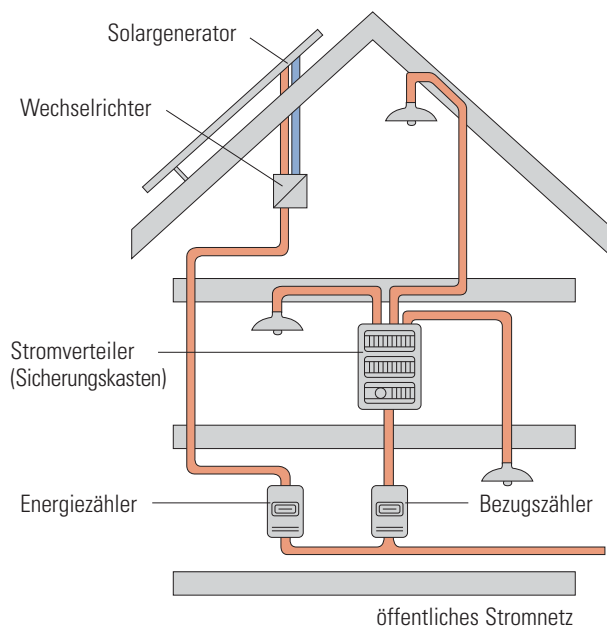 Solargenerator
Wechselrichter
Stromverteiler
(Sicherungskasten)
Energiezähler
Bezugszähler
öffentliches Stromnetz